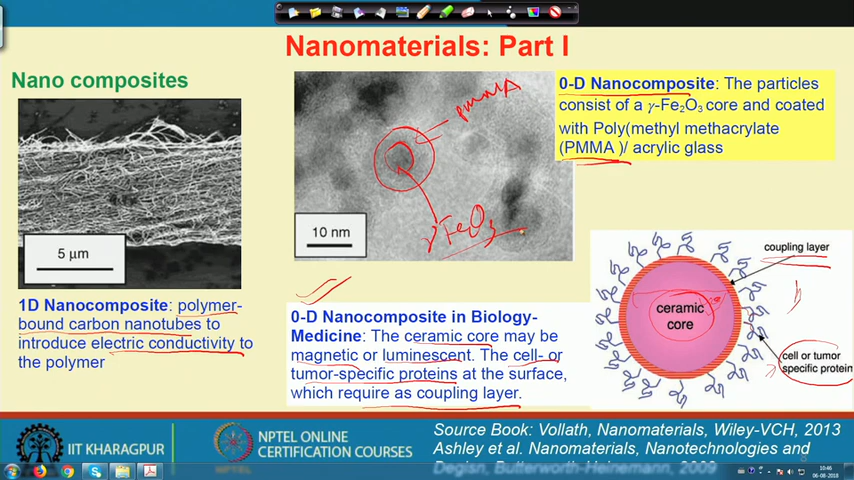 Nanomaterials: Part I
Nano composites
5 μm
1D Nanocomposite: polymer-
bound carbon nanotubes to
introduce electric conductivity to
the polymer
PMMA
γFe2O3
10 nm
0-D Nanocomposite: The particles
consist of a γ-Fe₂O₃ core and coated
with Poly(methyl methacrylate
(PMMA )/ acrylic glass
0-D Nanocomposite in Biology-
Medicine: The ceramic core may be
magnetic or luminescent. The cell- or
tumor-specific proteins at the surface,
which require as coupling layer.
coupling layer
ceramic
core
cell or tumor
specific protein
IIT KHARAGPUR
NPTEL ONLINE
CERTIFICATION COURSES
Source Book: Vollath, Nanomaterials, Wiley-VCH, 2013
Ashley et al. Nanomaterials, Nanotechnologies and
Design, Butterworth-Heinemann, 2009
10:46
06-08-2018